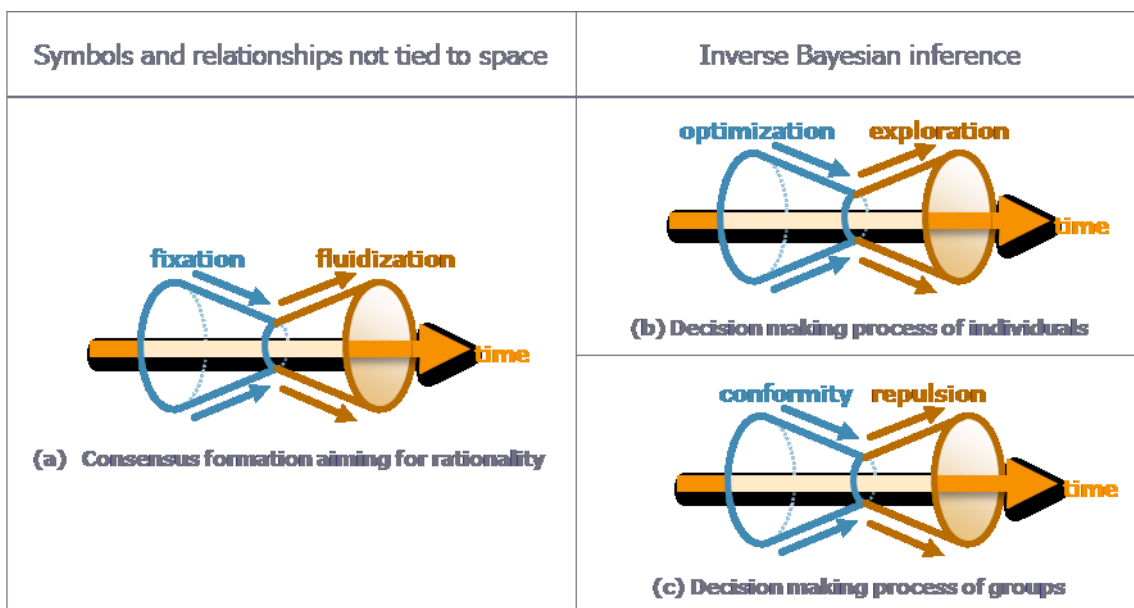 Symbols and relationships not tied to space
Inverse Bayesian inference
fixation
fluidization
time
(a) Consensus formation aiming for rationality
optimization
exploration
time
(b) Decision making process of individuals
conformity
repulsion
time
(c) Decision making process of groups